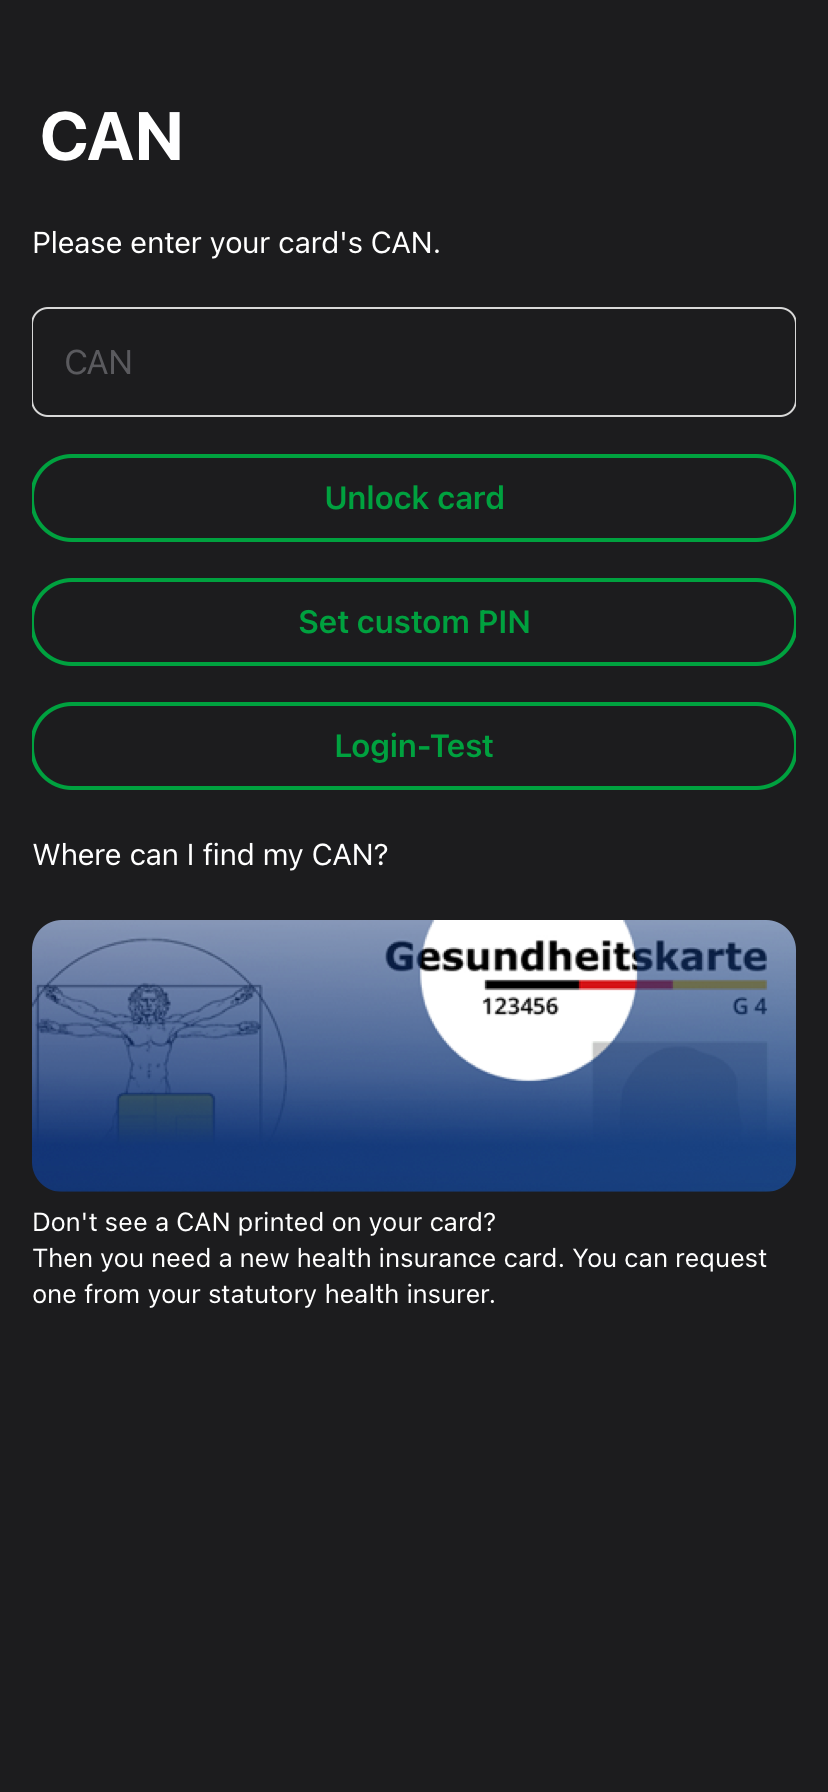 CAN
Please enter your card's CAN.
CAN
Unlock card
Set custom PIN
Login-Test
Where can I find my CAN?
Gesundheitskarte
123456 G 4
Don't see a CAN printed on your card?
Then you need a new health insurance card. You can request
one from your statutory health insurer.